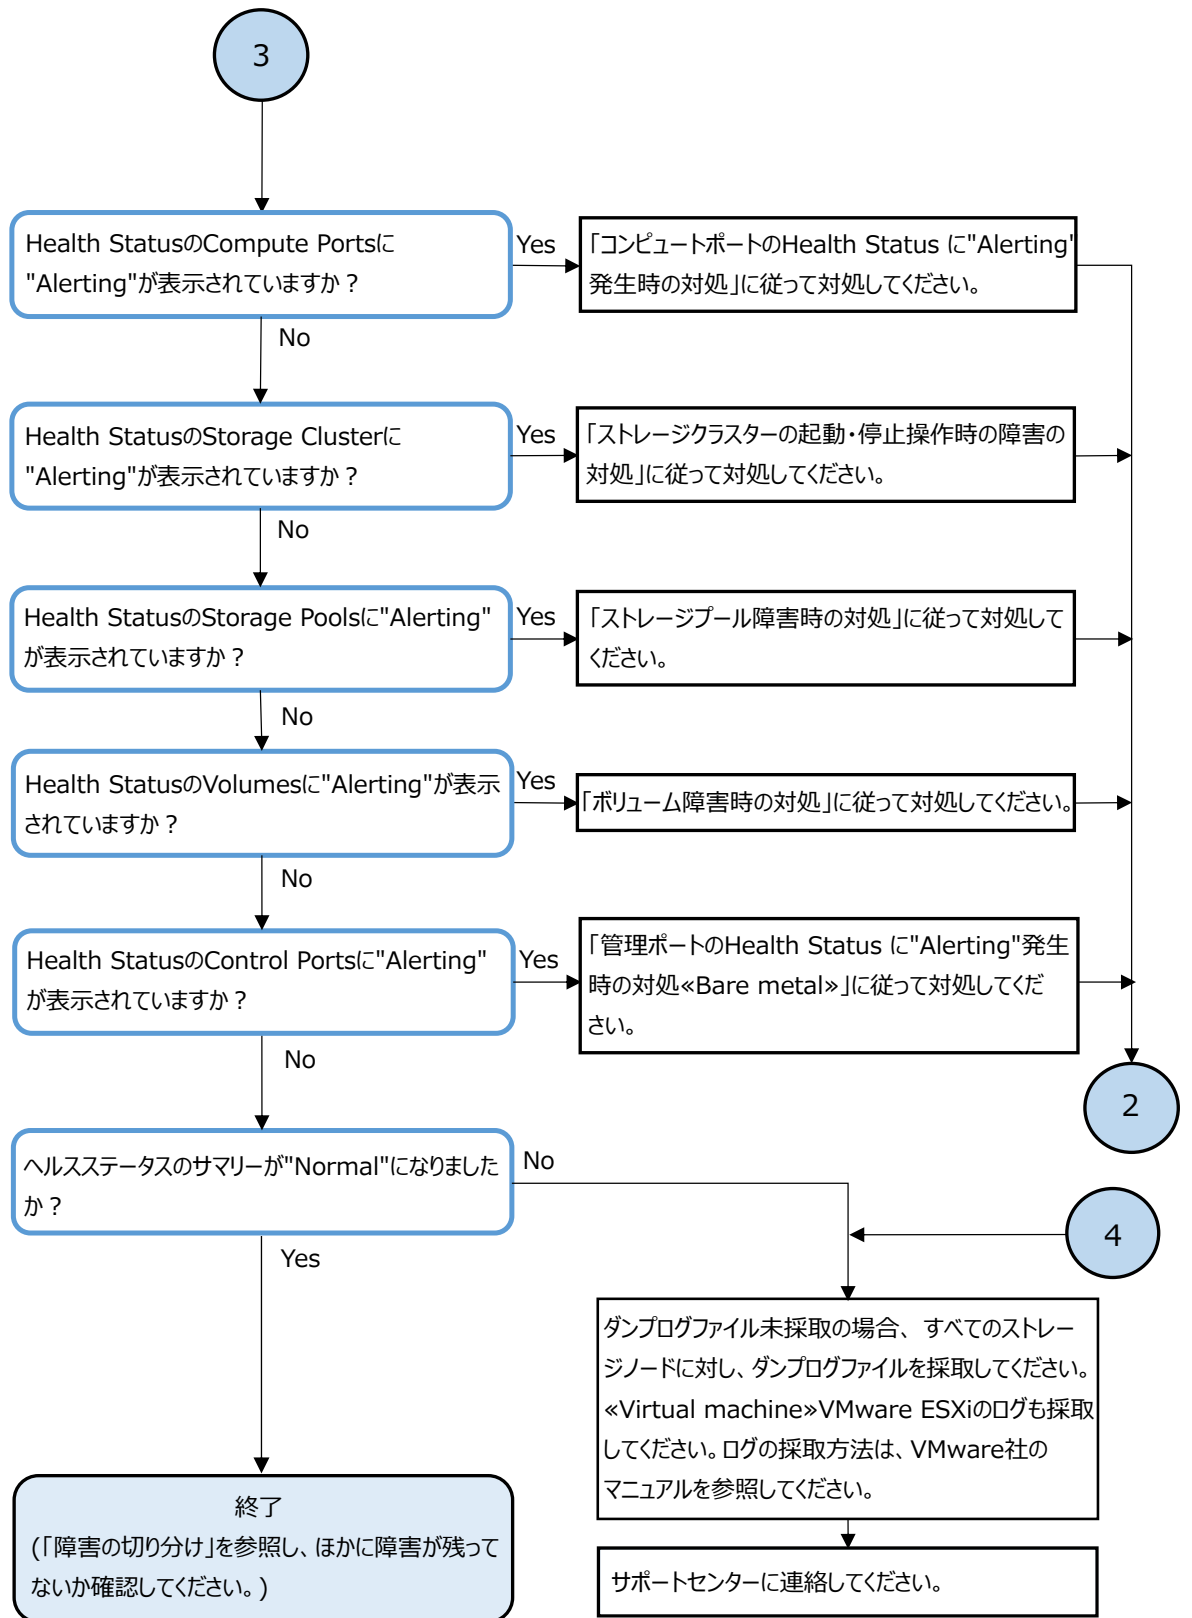 3
Health StatusのCompute Portsに
"Alerting"が表示されていますか？
Yes
「コンピュートポートのHealth Status に"Alerting"
発生時の対処」に従って対処してください。
No
Health StatusのStorage Clusterに
"Alerting"が表示されていますか？
Yes
「ストレージクラスターの起動・停止操作時の障害の
対処」に従って対処してください。
No
Health StatusのStorage Poolsに"Alerting"
が表示されていますか？
Yes
「ストレージプール障害時の対処」に従って対処して
ください。
No
Health StatusのVolumesに"Alerting"が表示
されていますか？
Yes
「ボリューム障害時の対処」に従って対処してください。
No
Health StatusのControl Portsに"Alerting"
が表示されていますか？
Yes
「管理ポートのHealth Status に"Alerting"発生
時の対処«Bare metal»」に従って対処してくだ
さい。
No
2
ヘルスステータスのサマリーが"Normal"になりました
か？
No
4
Yes
ダンプログファイル未採取の場合、すべてのストレー
ジノードに対し、ダンプログファイルを採取してください。
«Virtual machine»VMware ESXiのログも採取
してください。ログの採取方法は、VMware社の
マニュアルを参照してください。
終了
(「障害の切り分け」を参照し、ほかに障害が残って
ないか確認してください。)
サポートセンターに連絡してください。